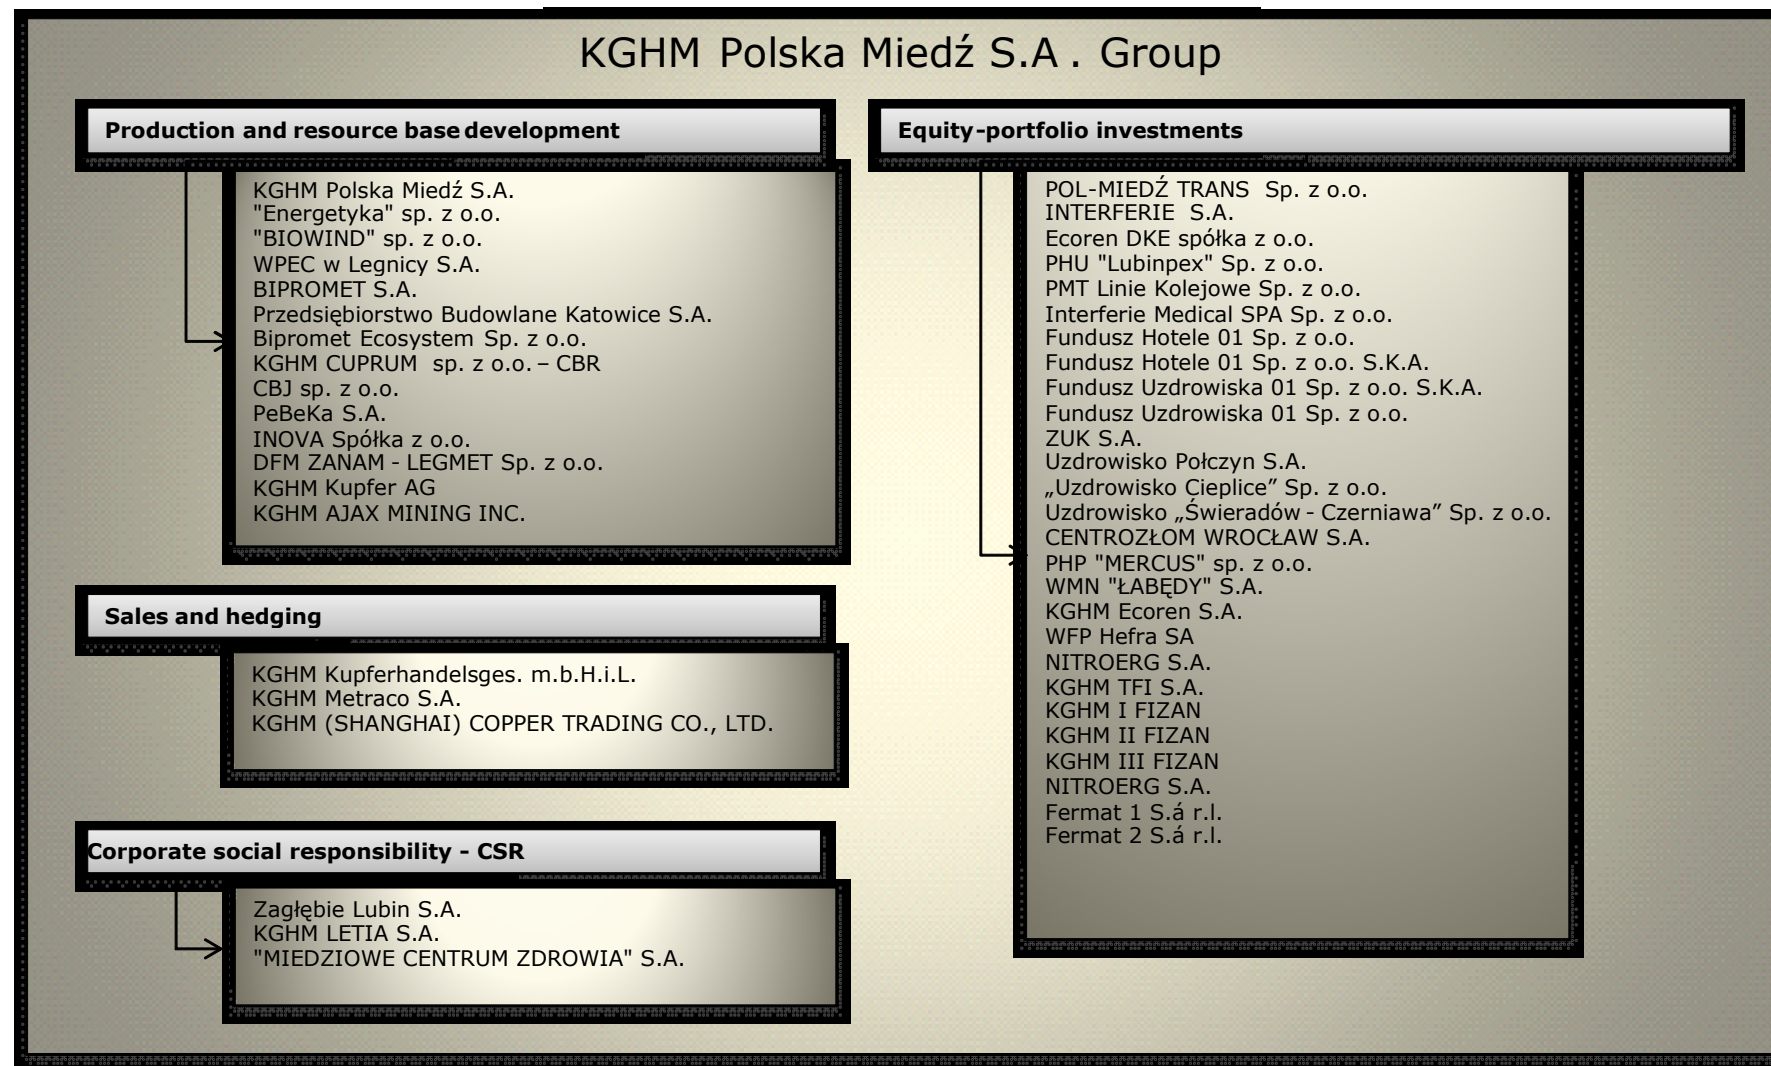 KGHM Polska Miedź S.A . Group
Production and resource base development
KGHM Polska Miedź S.A.
"Energetyka" sp. z o.o.
"BIOWIND" sp. z o.o.
WPEC w Legnicy S.A.
BIPROMET S.A.
Przedsiębiorstwo Budowlane Katowice S.A.
Bipromet Ecosystem Sp. z o.o.
KGHM CUPRUM sp. z o.o. – CBR
CBJ sp. z o.o.
PeBeKa S.A.
INOVA Spółka z o.o.
DFM ZANAM - LEGMET Sp. z o.o.
KGHM Kupfer AG
KGHM AJAX MINING INC.
Sales and hedging
KGHM Kupferhandelsges. m.b.H.i.L.
KGHM Metraco S.A.
KGHM (SHANGHAI) COPPER TRADING CO., LTD.
Corporate social responsibility - CSR
Zagłębie Lubin S.A.
KGHM LETIA S.A.
"MIEDZIOWE CENTRUM ZDROWIA" S.A.
Equity-portfolio investments
POL-MIEDŹ TRANS Sp. z o.o.
INTERFERIE S.A.
Ecoren DKE spółka z o.o.
PHU "Lubinpex" Sp. z o.o.
PMT Linie Kolejowe Sp. z o.o.
Interferie Medical SPA Sp. z o.o.
Fundusz Hotele 01 Sp. z o.o.
Fundusz Hotele 01 Sp. z o.o. S.K.A.
Fundusz Uzdrowiska 01 Sp. z o.o. S.K.A.
Fundusz Uzdrowiska 01 Sp. z o.o.
ZUK S.A.
Uzdrowisko Połczyn S.A.
„Uzdrowisko Cieplice” Sp. z o.o.
Uzdrowisko „Świeradów - Czerniawa” Sp. z o.o.
CENTROZŁOM WROCŁAW S.A.
PHP "MERCUS" sp. z o.o.
WMN "ŁABĘDY" S.A.
KGHM Ecoren S.A.
WFP Hefra SA
NITROERG S.A.
KGHM TFI S.A.
KGHM I FIZAN
KGHM II FIZAN
KGHM III FIZAN
NITROERG S.A.
Fermat 1 S.á r.l.
Fermat 2 S.á r.l.